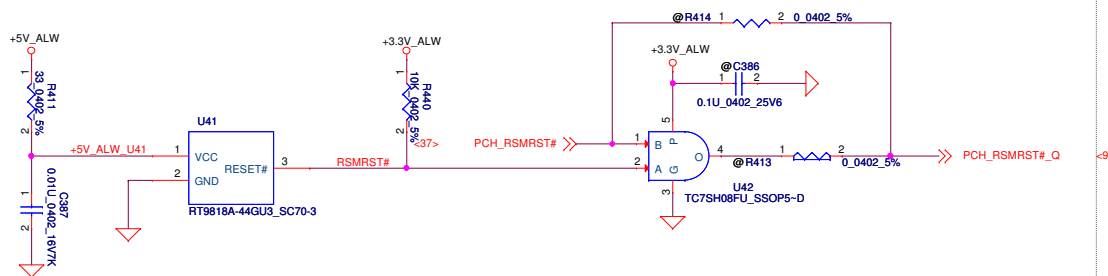 @R414
1
2
0_0402_5%
+5V_ALW
+3.3V_ALW
+3.3V_ALW
@C386
1
2
0.1U_0402_25V6
1
R411
33_0402_5%
2
1
R440
10K_0402_5%
2
<37>
U41
+5V_ALW_U41
1
VCC
2
GND
RESET#
3
RSMRST#
RT9818A-44GU3_SC70-3
1
C387
0.01U_0402_16V7K
2
PCH_RSMRST#
1
B
2
A
5
P
G
3
O
4
@R413
1
2
0_0402_5%
U42
TC7SH08FU_SSOP5~D
PCH_RSMRST#_Q
<9